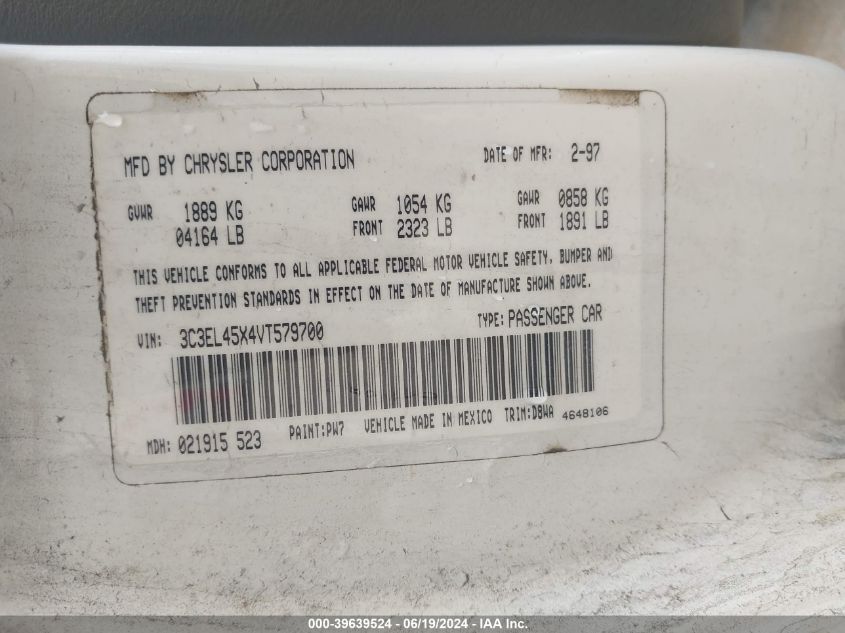 MFD BY CHRYSLER CORPORATION DATE OF MFR: 2-97
GVWR 1889 KG GAWR 1054 KG GAWR 0858 KG
04164 LB FRONT 2323 LB FRONT 1891 LB
THIS VEHICLE CONFORMS TO ALL APPLICABLE FEDERAL MOTOR VEHICLE SAFETY, BUMPER AND
THEFT PREVENTION STANDARDS IN EFFECT ON THE DATE OF MANUFACTURE SHOWN ABOVE.
VIN: 3C3EL45X4VT579700 TYPE: PASSENGER CAR
MDH: 021915 523 PAINT:PW7 VEHICLE MADE IN MEXICO TRIM:D8WA 4648106
000-39639524 - 06/19/2024 - IAA Inc.